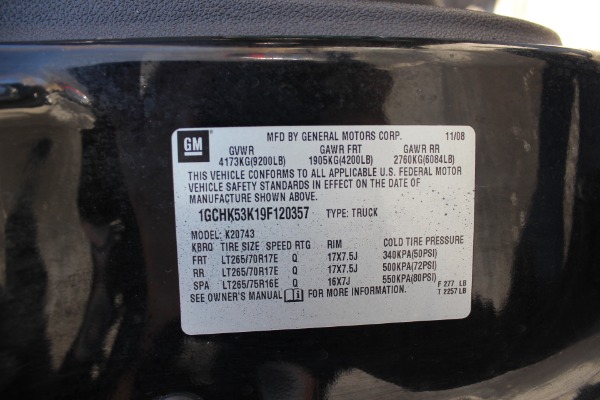 GM
MFD BY GENERAL MOTORS CORP. 11/08
GVWR GAWR FRT GAWR RR
4173KG(9200LB) 1905KG(4200LB) 2760KG(6084LB)
THIS VEHICLE CONFORMS TO ALL APPLICABLE U.S. FEDERAL MOTOR
VEHICLE SAFETY STANDARDS IN EFFECT ON THE DATE OF
MANUFACTURE SHOWN ABOVE.
1GCHK53K19F120357 TYPE: TRUCK
MODEL: K20743
KBRQ TIRE SIZE SPEED RTG RIM COLD TIRE PRESSURE
FRT LT265/70R17E Q 17X7.5J 340KPA(50PSI)
RR LT265/70R17E Q 17X7.5J 500KPA(72PSI)
SPA LT265/75R16E Q 16X7J 550KPA(80PSI)
SEE OWNER'S MANUAL FOR MORE INFORMATION.
F 277 LB
T 2257 LB